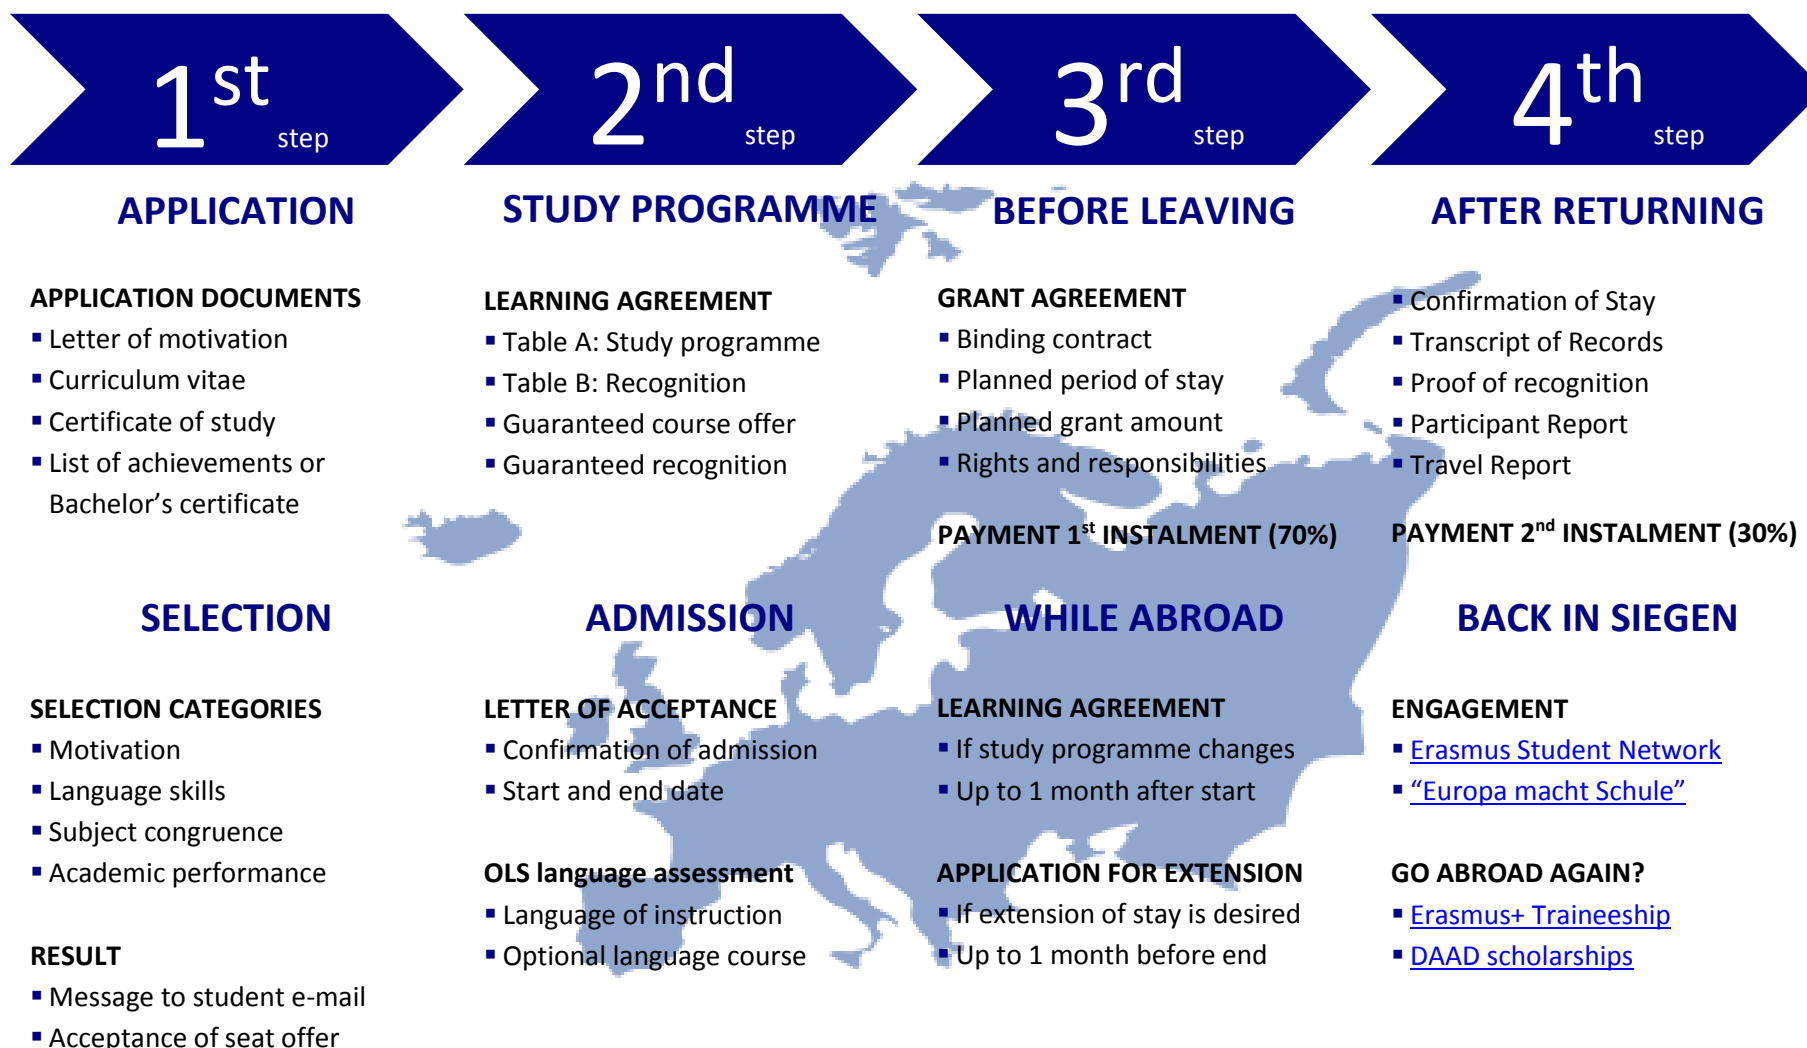 1st step
2nd step
3rd step
4th step
APPLICATION
APPLICATION DOCUMENTS
▪ Letter of motivation
▪ Curriculum vitae
▪ Certificate of study
▪ List of achievements or
Bachelor’s certificate
SELECTION
SELECTION CATEGORIES
▪ Motivation
▪ Language skills
▪ Subject congruence
▪ Academic performance
RESULT
▪ Message to student e-mail
▪ Acceptance of seat offer
STUDY PROGRAMME
LEARNING AGREEMENT
▪ Table A: Study programme
▪ Table B: Recognition
▪ Guaranteed course offer
▪ Guaranteed recognition
ADMISSION
LETTER OF ACCEPTANCE
▪ Confirmation of admission
▪ Start and end date
OLS language assessment
▪ Language of instruction
▪ Optional language course
BEFORE LEAVING
GRANT AGREEMENT
▪ Binding contract
▪ Planned period of stay
▪ Planned grant amount
▪ Rights and responsibilities
PAYMENT 1st INSTALMENT (70%)
WHILE ABROAD
LEARNING AGREEMENT
▪ If study programme changes
▪ Up to 1 month after start
APPLICATION FOR EXTENSION
▪ If extension of stay is desired
▪ Up to 1 month before end
AFTER RETURNING
▪ Confirmation of Stay
▪ Transcript of Records
▪ Proof of recognition
▪ Participant Report
▪ Travel Report
PAYMENT 2nd INSTALMENT (30%)
BACK IN SIEGEN
ENGAGEMENT
▪ Erasmus Student Network
▪ “Europa macht Schule”
GO ABROAD AGAIN?
▪ Erasmus+ Traineeship
▪ DAAD scholarships